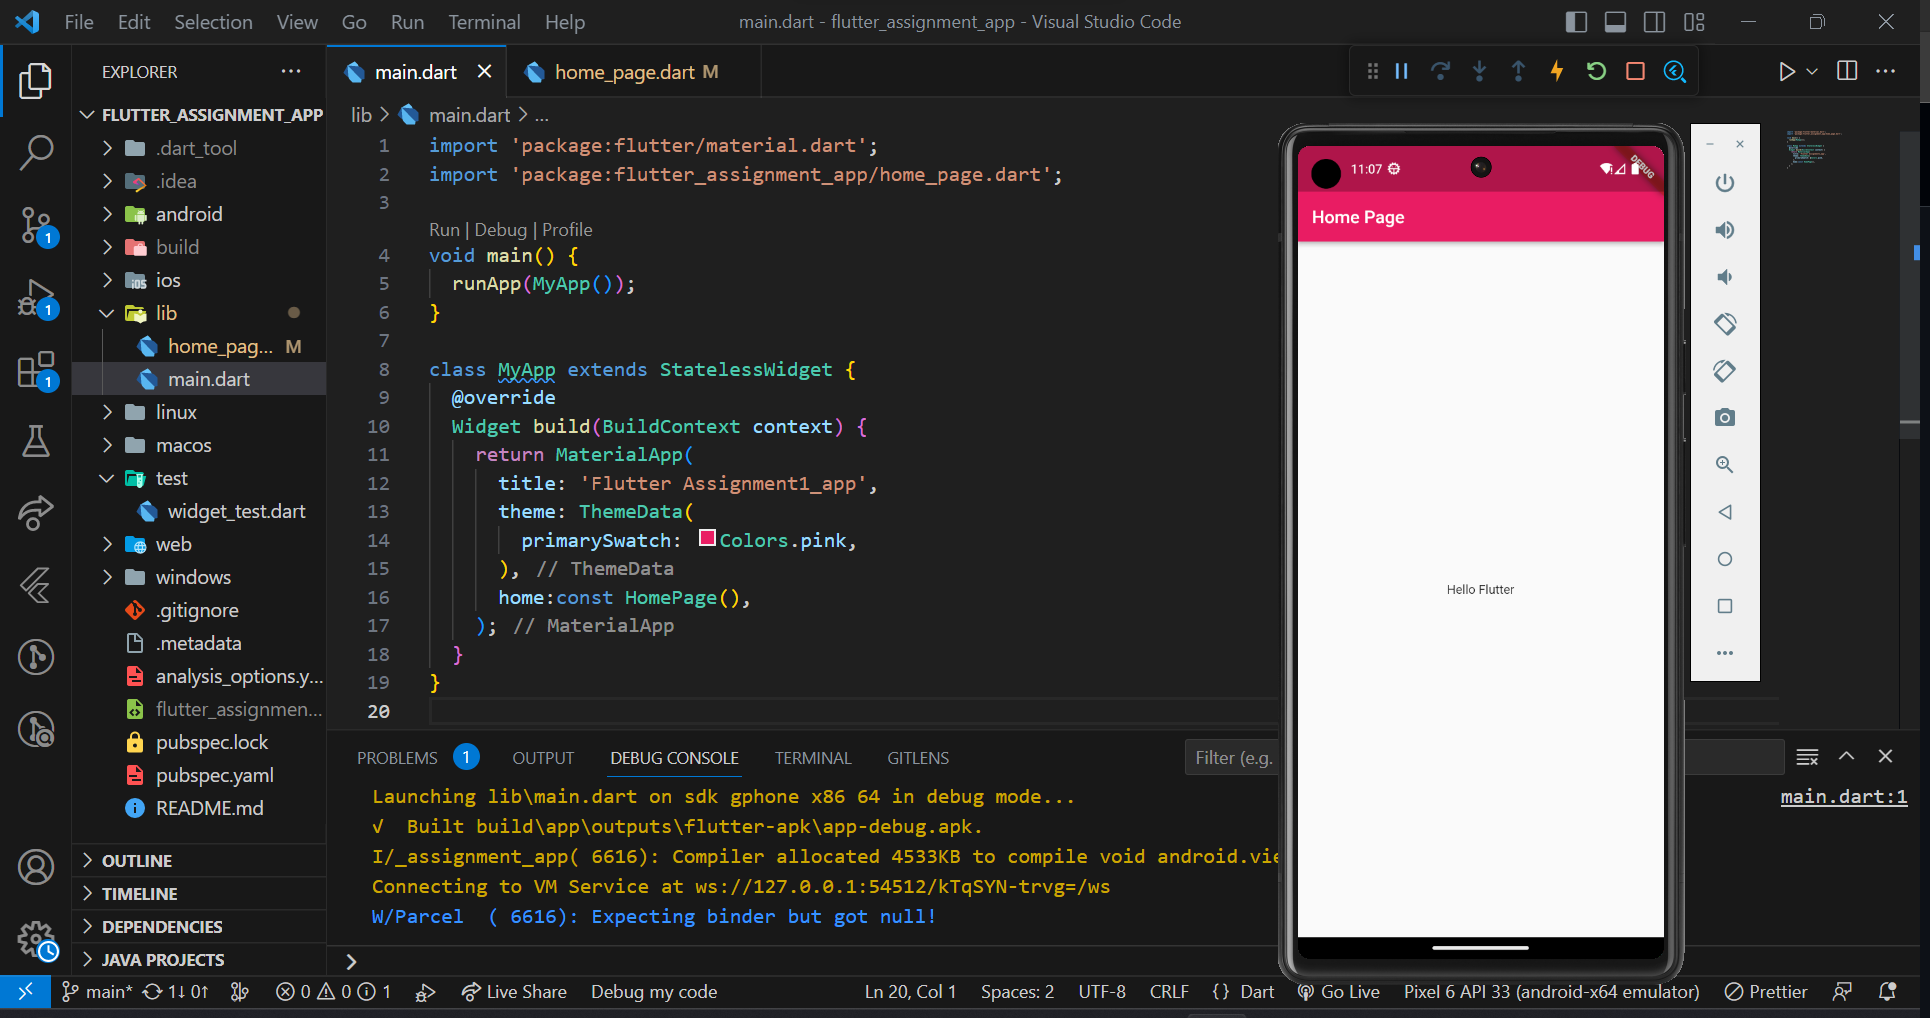 File Edit Selection View Go Run Terminal Help
main.dart - flutter_assignment_app - Visual Studio Code
EXPLORER
FLUTTER_ASSIGNMENT_APP
.dart_tool
.idea
android
build
ios
lib
home_pag... M
main.dart
linux
macos
test
widget_test.dart
web
windows
.gitignore
.metadata
analysis_options.y...
flutter_assignmen...
pubspec.lock
pubspec.yaml
README.md
OUTLINE
TIMELINE
DEPENDENCIES
JAVA PROJECTS
1
1
1
main.dart
home_page.dart M
lib > main.dart > ...
1 import 'package:flutter/material.dart';
2 import 'package:flutter_assignment_app/home_page.dart';
3
Run | Debug | Profile
4 void main() {
5 runApp(MyApp());
6 }
7
8 class MyApp extends StatelessWidget {
9 @override
10 Widget build(BuildContext context) {
11 return MaterialApp(
12 title: 'Flutter Assignment1_app',
13 theme: ThemeData(
14 primarySwatch: Colors.pink,
15 ), // ThemeData
16 home:const HomePage(),
17 ); // MaterialApp
18 }
19 }
20
PROBLEMS 1 OUTPUT DEBUG CONSOLE TERMINAL GITLENS
Filter (e.g.
Launching lib\main.dart on sdk gphone x86 64 in debug mode...
main.dart:1
√ Built build\app\outputs\flutter-apk\app-debug.apk.
I/_assignment_app( 6616): Compiler allocated 4533KB to compile void android.vie
Connecting to VM Service at ws://127.0.0.1:54512/kTqSYN-trvg=/ws
W/Parcel ( 6616): Expecting binder but got null!
11:07
DEBUG
Home Page
Hello Flutter
main* 1↓ 0↑ 0 0 1 Live Share Debug my code
Ln 20, Col 1 Spaces: 2 UTF-8 CRLF {} Dart Go Live Pixel 6 API 33 (android-x64 emulator) Prettier